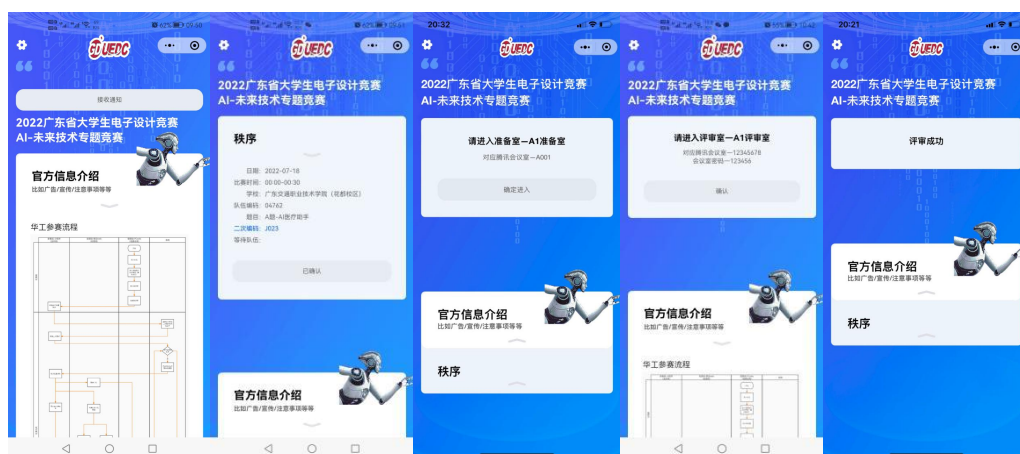 62% 09:50
UEDC
接收通知
2022广东省大学生电子设计竞赛
AI-未来技术专题竞赛
官方信息介绍
比如广告/宣传/注意事项等等
华工参赛流程
62% 09:51
UEDC
2022广东省大学生电子设计竞赛
AI-未来技术专题竞赛
秩序
日期: 2022-07-18
比赛时间: 00:00-00:30
学校: 广东交通职业技术学院（花都校区）
队伍编码: 04762
题目: A题-AI医疗助手
二次编码: J023
等待队伍:
已确认
官方信息介绍
比如广告/宣传/注意事项等等
20:32
UEDC
2022广东省大学生电子设计竞赛
AI-未来技术专题竞赛
请进入准备室—A1准备室
对应腾讯会议室—A001
确定进入
官方信息介绍
比如广告/宣传/注意事项等等
秩序
55% 10:42
UEDC
2022广东省大学生电子设计竞赛
AI-未来技术专题竞赛
请进入评审室—A1评审室
对应腾讯会议室—12345678
会议室密码—123456
确认
官方信息介绍
比如广告/宣传/注意事项等等
华工参赛流程
20:21
UEDC
2022广东省大学生电子设计竞赛
AI-未来技术专题竞赛
评审成功
官方信息介绍
比如广告/宣传/注意事项等等
秩序